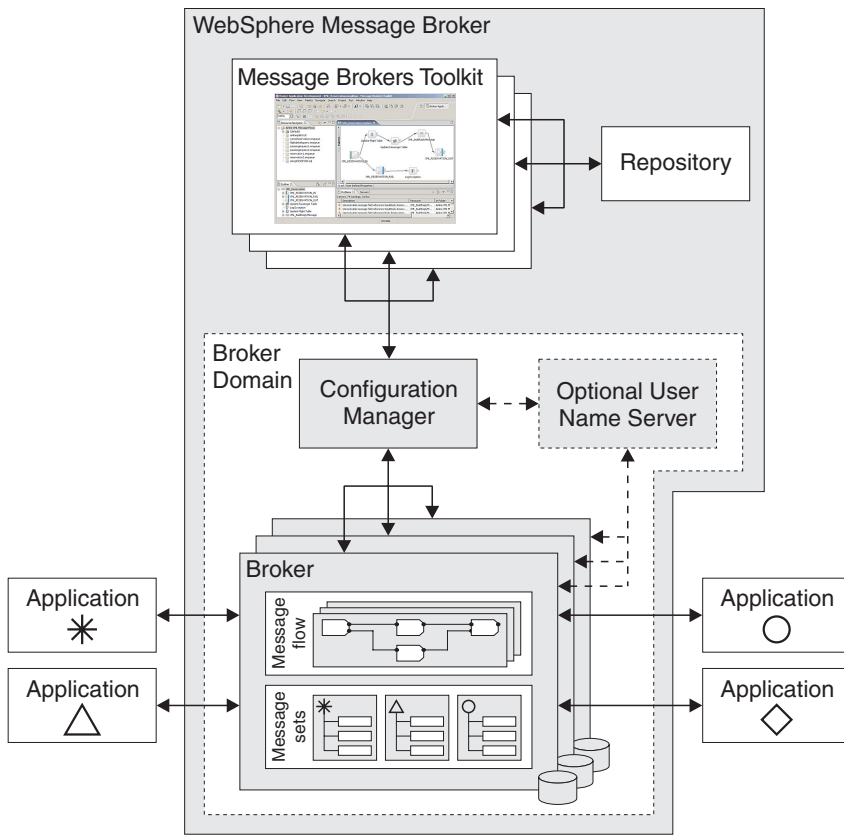 WebSphere Message Broker
Message Brokers Toolkit
Repository
Broker
Domain
Configuration
Manager
Optional User
Name Server
Broker
Application
Application
Message
flow
Application
Application
Message
sets